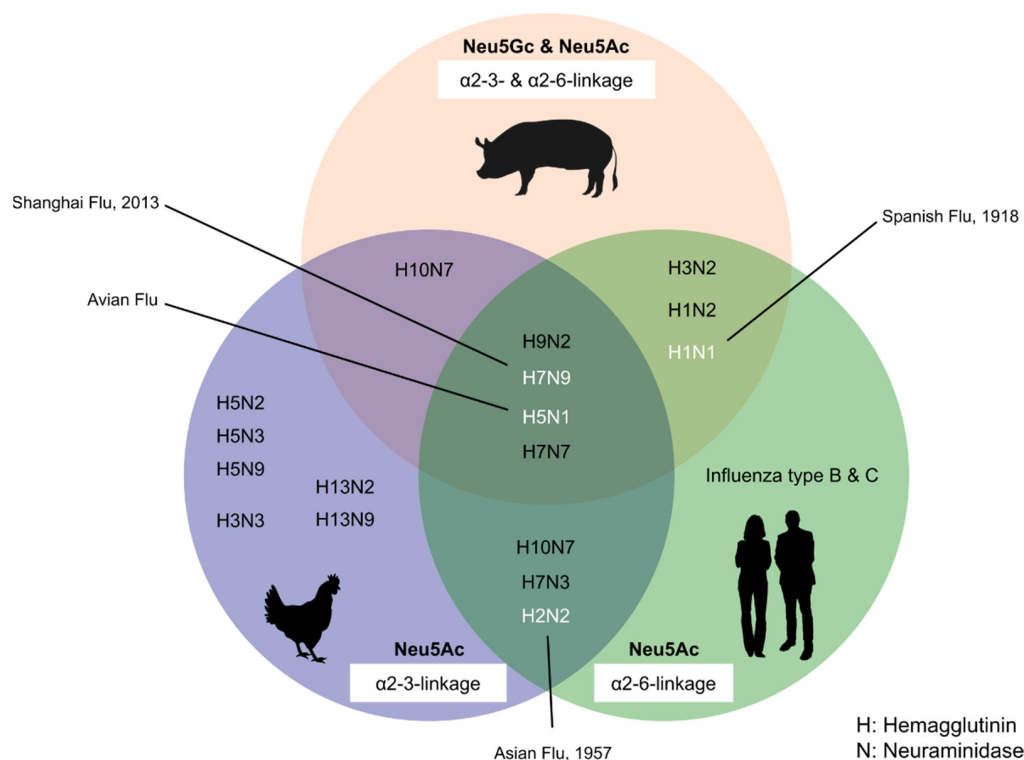 Neu5Gc & Neu5Ac
α2-3- & α2-6-linkage
Shanghai Flu, 2013
Spanish Flu, 1918
H10N7
H3N2
Avian Flu
H1N2
H9N2
H1N1
H7N9
H5N2
H5N1
H5N3
H7N7
H5N9
Influenza type B & C
H13N2
H3N3
H13N9
H10N7
H7N3
H2N2
Neu5Ac
Neu5Ac
α2-3-linkage
α2-6-linkage
H: Hemagglutinin
Asian Flu, 1957
N: Neuraminidase